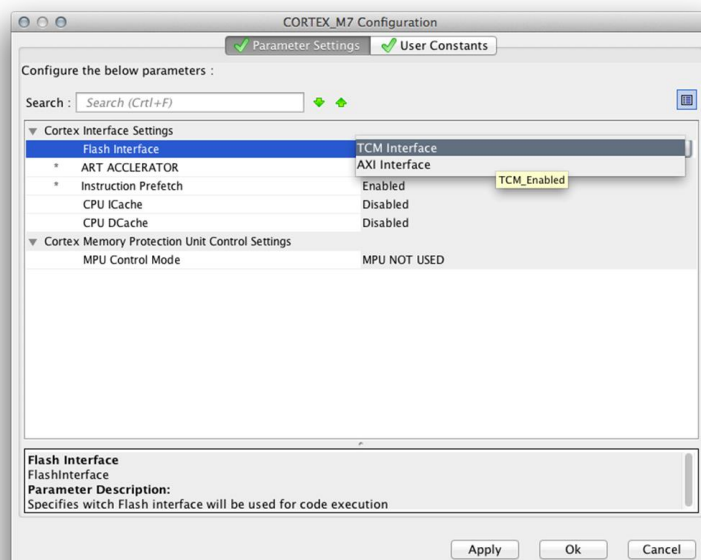 CORTEX_M7 Configuration
Parameter Settings User Constants
Configure the below parameters :
Search : Search (Crtl+F)
Cortex Interface Settings
Flash Interface TCM Interface
AXI Interface
TCM_Enabled
* ART ACCLERATOR
* Instruction Prefetch Enabled
CPU ICache Disabled
CPU DCache Disabled
Cortex Memory Protection Unit Control Settings
MPU Control Mode MPU NOT USED
Flash Interface
FlashInterface
Parameter Description:
Specifies witch Flash interface will be used for code execution
Apply Ok Cancel